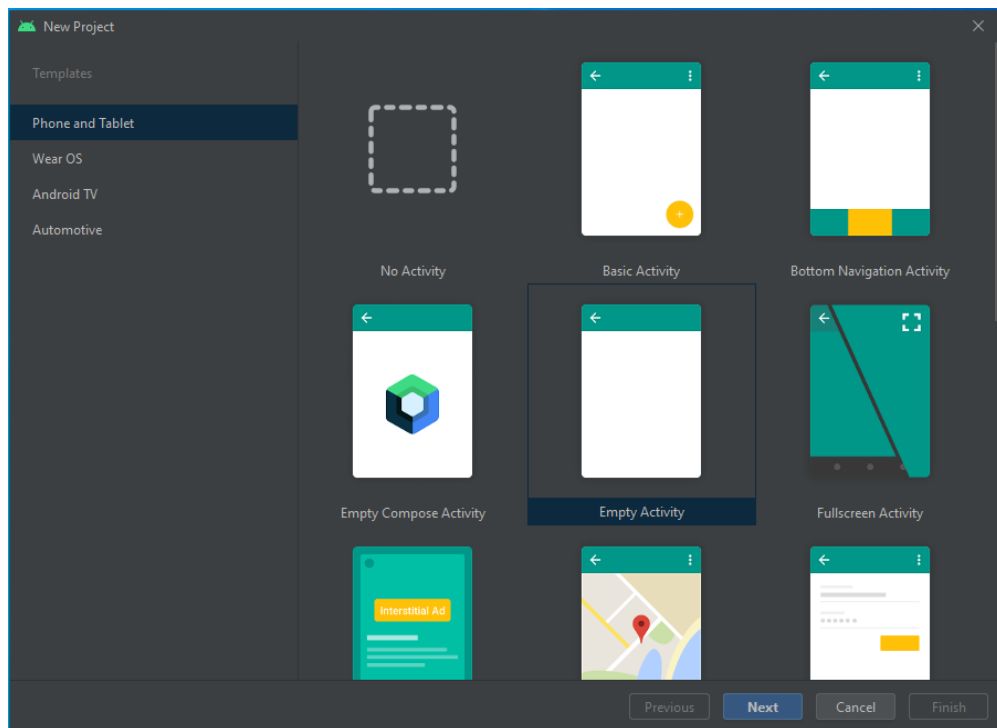 New Project
Templates
Phone and Tablet
Wear OS
Android TV
Automotive
No Activity
Basic Activity
Bottom Navigation Activity
Empty Compose Activity
Empty Activity
Fullscreen Activity
Interstitial Ad
Previous
Next
Cancel
Finish